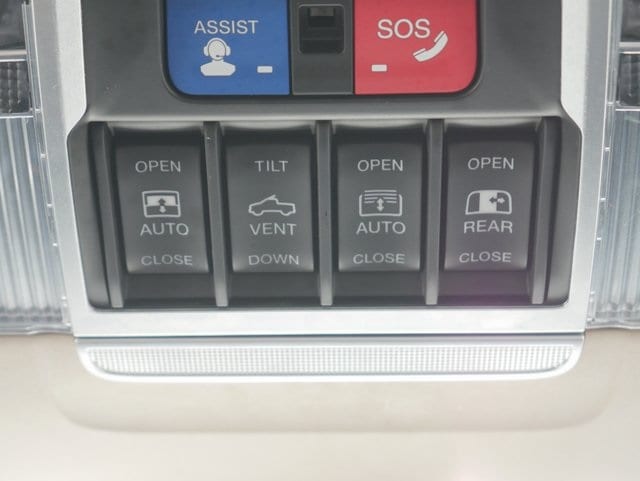 ASSIST
SOS
OPEN
AUTO
CLOSE
TILT
VENT
DOWN
OPEN
AUTO
CLOSE
OPEN
REAR
CLOSE